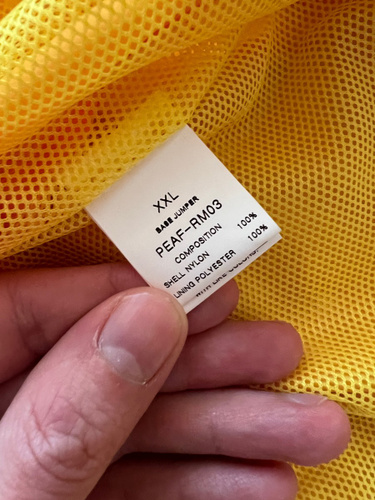 XXL
BASE JUMPER
PEAF-RM03
COMPOSITION
SHELL NYLON 100%
LINING POLYESTER 100%